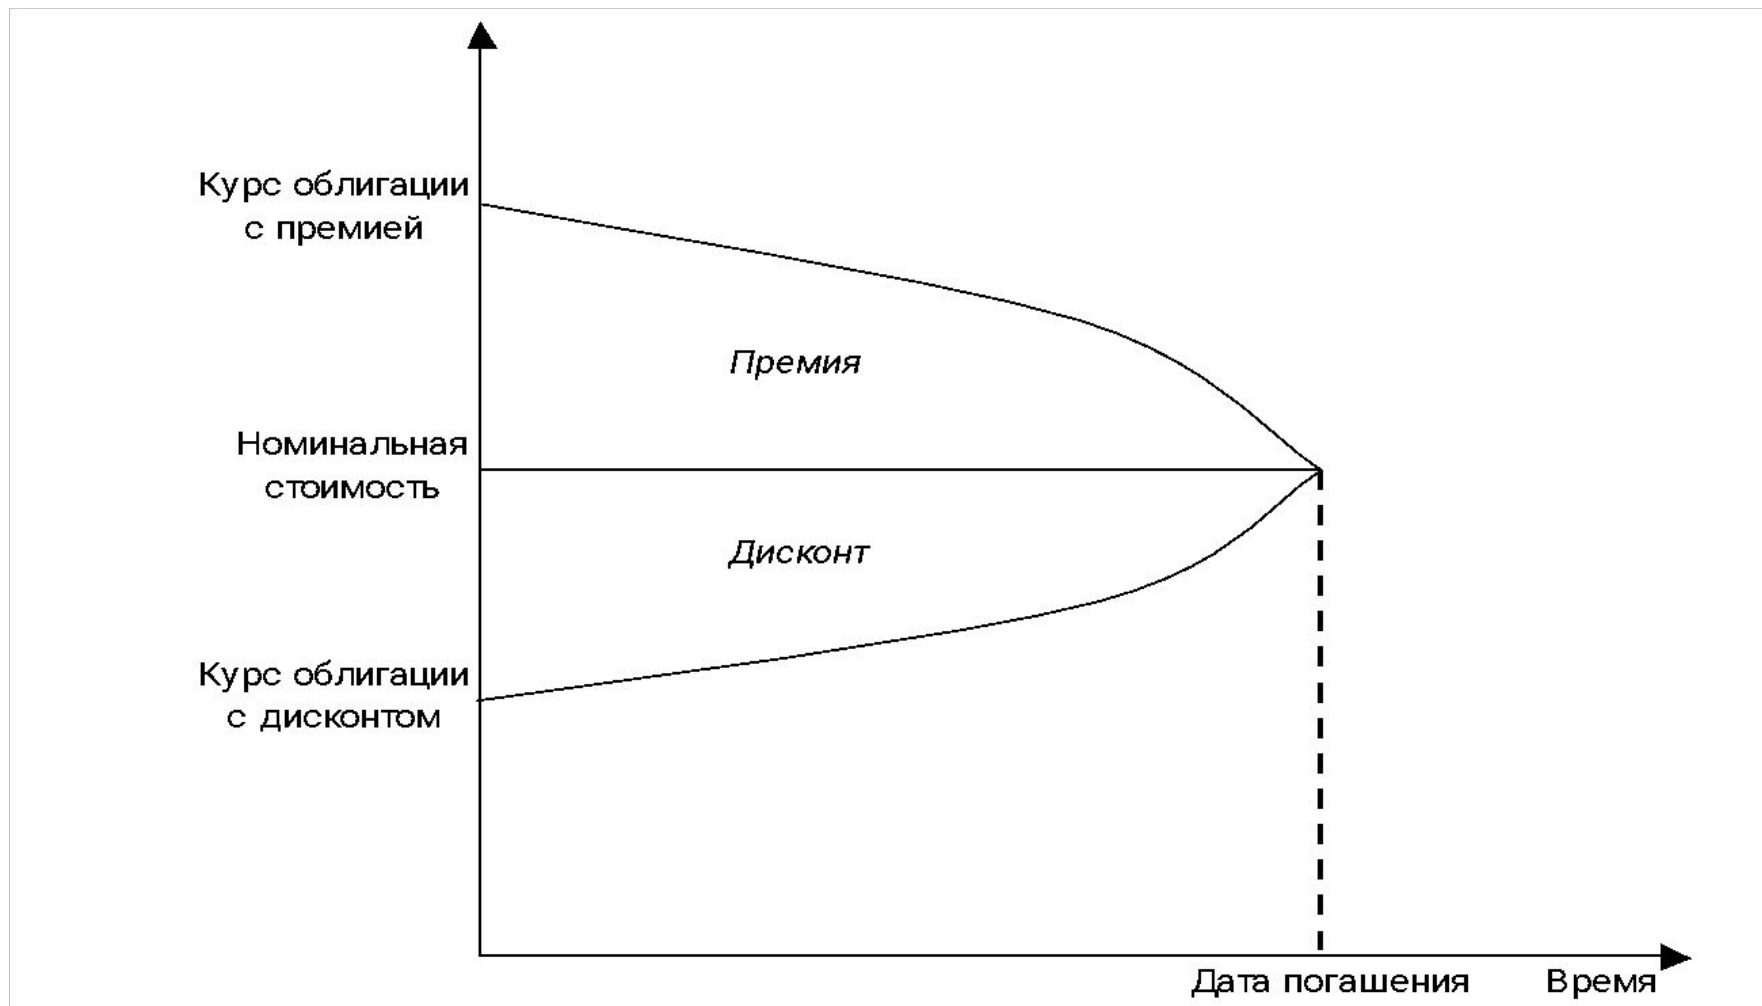 Курс облигации
с премией
Премия
Номинальная
стоимость
Дисконт
Курс облигации
с дисконтом
Дата погашения
Время